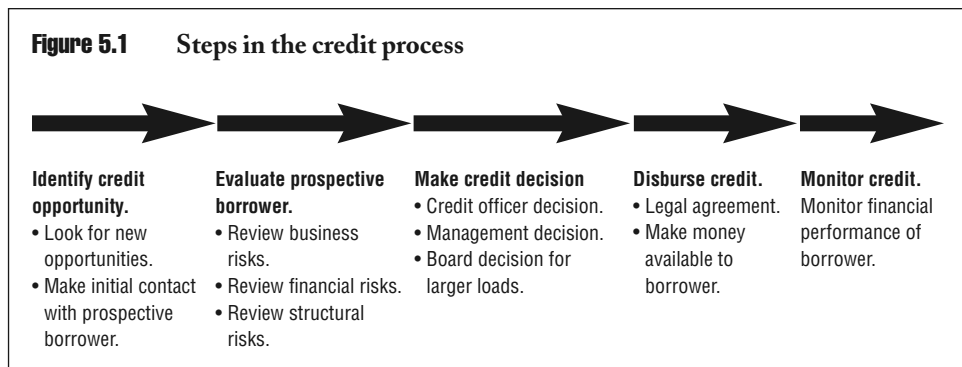 Figure 5.1 Steps in the credit process
Identify credit
opportunity.
• Look for new
opportunities.
• Make initial contact
with prospective
borrower.
Evaluate prospective
borrower.
• Review business
risks.
• Review financial risks.
• Review structural
risks.
Make credit decision
• Credit officer decision.
• Management decision.
• Board decision for
larger loads.
Disburse credit.
• Legal agreement.
• Make money
available to
borrower.
Monitor credit.
Monitor financial
performance of
borrower.